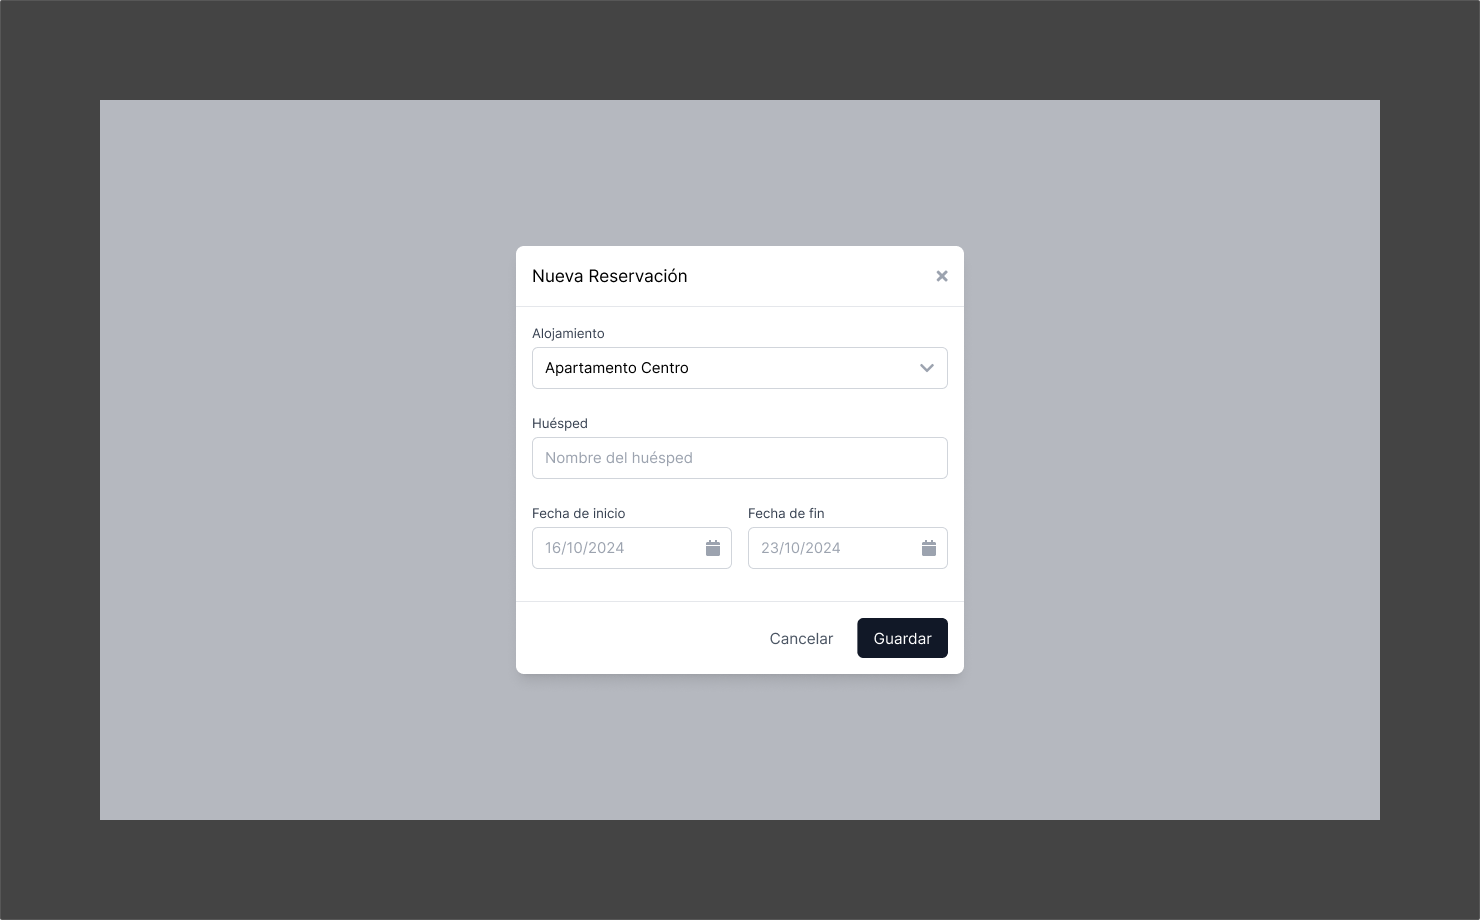 Nueva Reservación
Alojamiento
Apartamento Centro
Huésped
Nombre del huésped
Fecha de inicio Fecha de fin
16/10/2024 23/10/2024
Cancelar Guardar